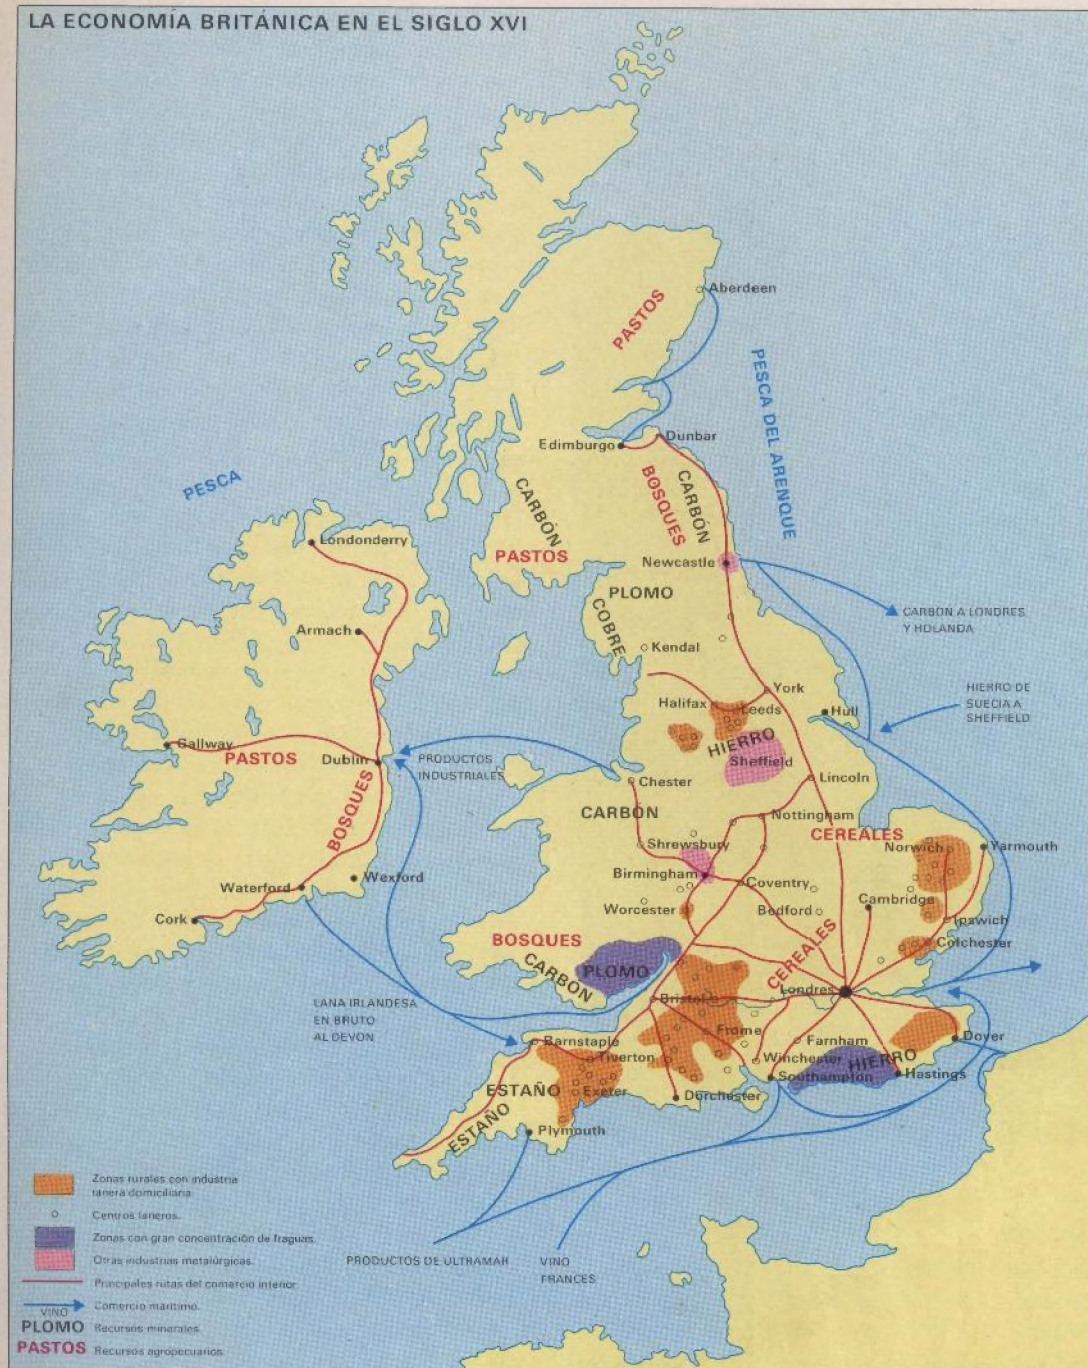 LA ECONOMÍA BRITÁNICA EN EL SIGLO XVI
Aberdeen
PASTOS
PESCA DEL ARENQUE
Edimburgo
Dunbar
PESCA
CARBÓN
BOSQUES
CARBÓN
Londonderry
PASTOS
Newcastle
PLOMO
COBRE
CARBÓN A LONDRES
Y HOLANDA
Armach
Kendal
York
HIERRO DE
SUECIA A
SHEFFIELD
Halifax
Leeds
Hull
Gallway
PASTOS
Dublin
PRODUCTOS
INDUSTRIALES
HIERRO
Sheffield
Chester
Lincoln
BOSQUES
CARBÓN
Nottingham
CEREALES
Shrewsbury
Norwich
Yarmouth
Birmingham
Coventry
Wexford
Waterford
Cambridge
Worcester
Bedford
Ipswich
Cork
BOSQUES
Colchester
CARBÓN
PLOMO
CEREALES
Londres
LANA IRLANDESA
EN BRUTO
AL DEVON
Bristol
Frome
Barnstaple
Farnham
Dover
Tiverton
Winchester
HIERRO
Southampton
Hastings
ESTAÑO
Exeter
Dorchester
ESTAÑO
Plymouth
PRODUCTOS DE ULTRAMAR
VINO
FRANCES
Zonas rurales con industria
lanera domiciliaria.
Centros laneros.
Zonas con gran concentración de fraguas.
Otras industrias metalúrgicas.
Principales rutas del comercio interior.
VINO Comercio marítimo.
PLOMO Recursos minerales.
PASTOS Recursos agropecuarios.